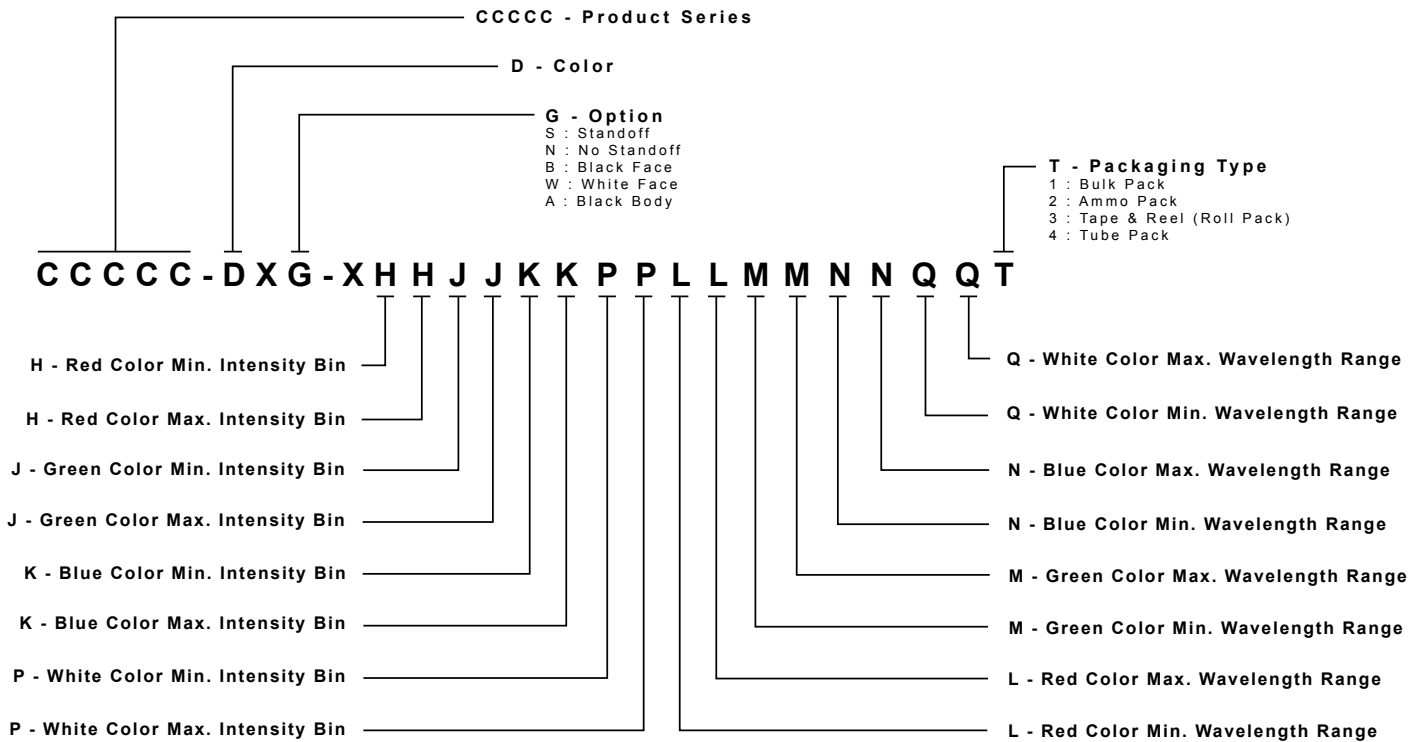 CCCCC - Product Series
D - Color
G - Option
S : Standoff
N : No Standoff
B : Black Face
W : White Face
A : Black Body
T - Packaging Type
1 : Bulk Pack
2 : Ammo Pack
3 : Tape & Reel (Roll Pack)
4 : Tube Pack
C C C C C - D X G - X H H J J K K P P L L M M N N Q Q T
H - Red Color Min. Intensity Bin
H - Red Color Max. Intensity Bin
J - Green Color Min. Intensity Bin
J - Green Color Max. Intensity Bin
K - Blue Color Min. Intensity Bin
K - Blue Color Max. Intensity Bin
P - White Color Min. Intensity Bin
P - White Color Max. Intensity Bin
Q - White Color Max. Wavelength Range
Q - White Color Min. Wavelength Range
N - Blue Color Max. Wavelength Range
N - Blue Color Min. Wavelength Range
M - Green Color Max. Wavelength Range
M - Green Color Min. Wavelength Range
L - Red Color Max. Wavelength Range
L - Red Color Min. Wavelength Range